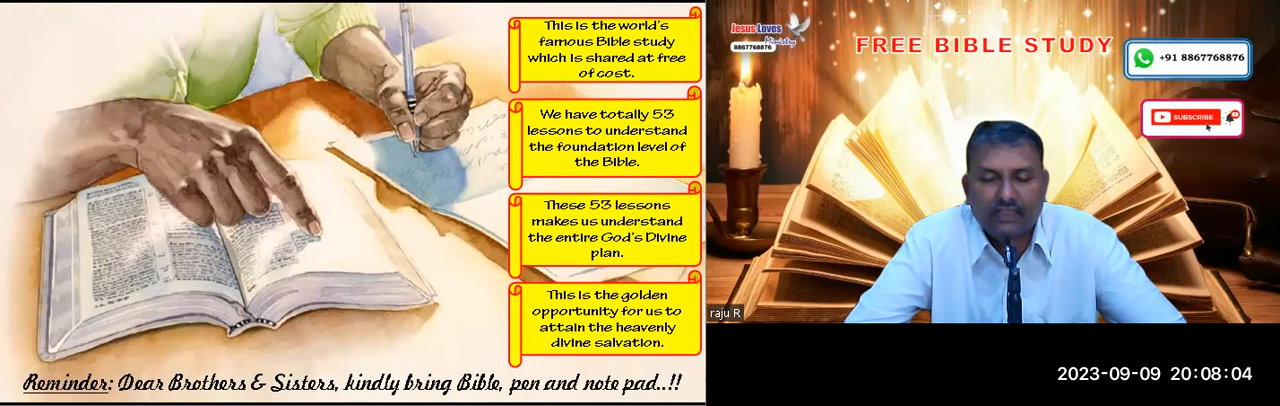 This is the world's
famous Bible study
which is shared at free
of cost.
We have totally 53
lessons to understand
the foundation level of
the Bible.
These 53 lessons
makes us understand
the entire God's Divine
plan.
This is the golden
opportunity for us to
attain the heavenly
divine salvation.
Reminder: Dear Brothers & Sisters, kindly bring Bible, pen and note pad..!!
Jesus Loves
Ministry
8867768876
FREE BIBLE STUDY
+91 8867768876
SUBSCRIBE
raju R
2023-09-09 20:08:04